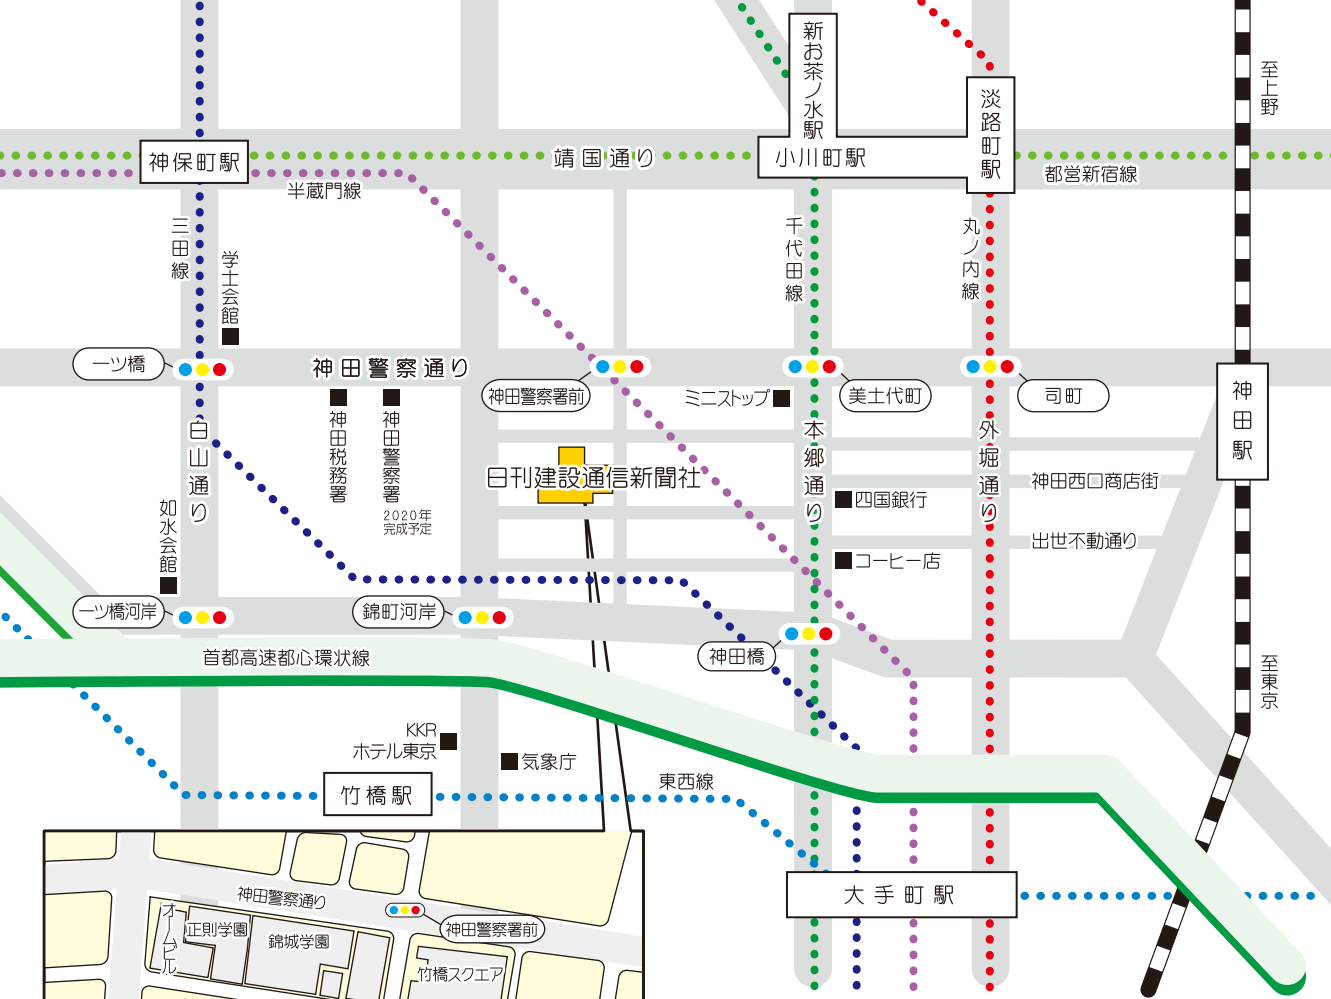 新お茶ノ水駅
淡路町駅
至上野
神保町駅
靖国通り
小川町駅
都営新宿線
半蔵門線
三田線
学士会館
千代田線
丸ノ内線
一ツ橋
神田警察通り
神田警察署前
ミニストップ
美土代町
司町
神田駅
神田税務署
神田警察署
2020年
完成予定
白山通り
本郷通り
外堀通り
日刊建設通信新聞社
神田西口商店街
四国銀行
如水会館
出世不動通り
コーヒー店
一ツ橋河岸
錦町河岸
神田橋
首都高速都心環状線
至東京
KKR
ホテル東京
気象庁
東西線
竹橋駅
大手町駅
神田警察通り
神田警察署前
オームビル
正則学園
錦城学園
竹橋スクエア